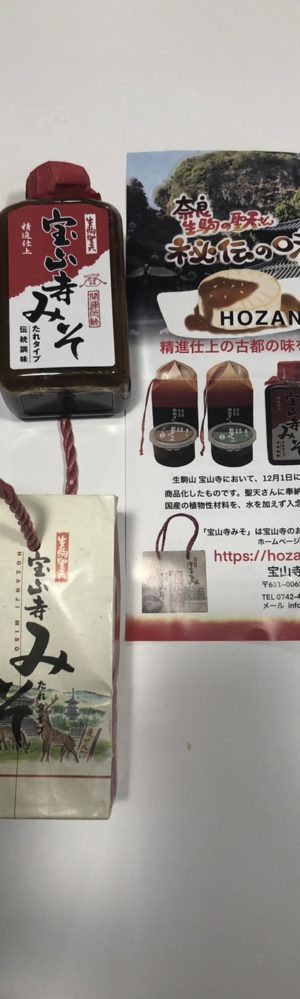 生駒聖天
宝山寺みそ
精進仕上
たれタイプ
伝統調味
生駒聖天
宝山寺みそ
たれタイプ
HOZANJI MISO
奈良
生駒の聖天さん
秘伝の味
HOZAN
精進仕上の古都の味を
生駒山 宝山寺において、12月1日に
商品化したものです。聖天さんに奉納
国産の植物性材料を、水を加えず入念
「宝山寺みそ」は宝山寺のお
ホームページ
https://hoza
宝山寺
TEL 0742-4
メール info